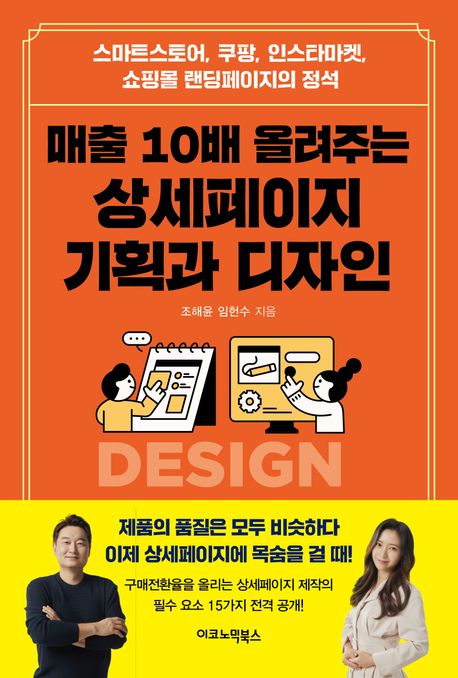 스마트스토어, 쿠팡, 인스타마켓,
쇼핑몰 랜딩페이지의 정석
매출 10배 올려주는
상세페이지
기획과 디자인
조해윤 임헌수 지음
DESIGN
제품의 품질은 모두 비슷하다
이제 상세페이지에 목숨을 걸 때!
구매전환율을 올리는 상세페이지 제작의
필수 요소 15가지 전격 공개!
이코노믹북스